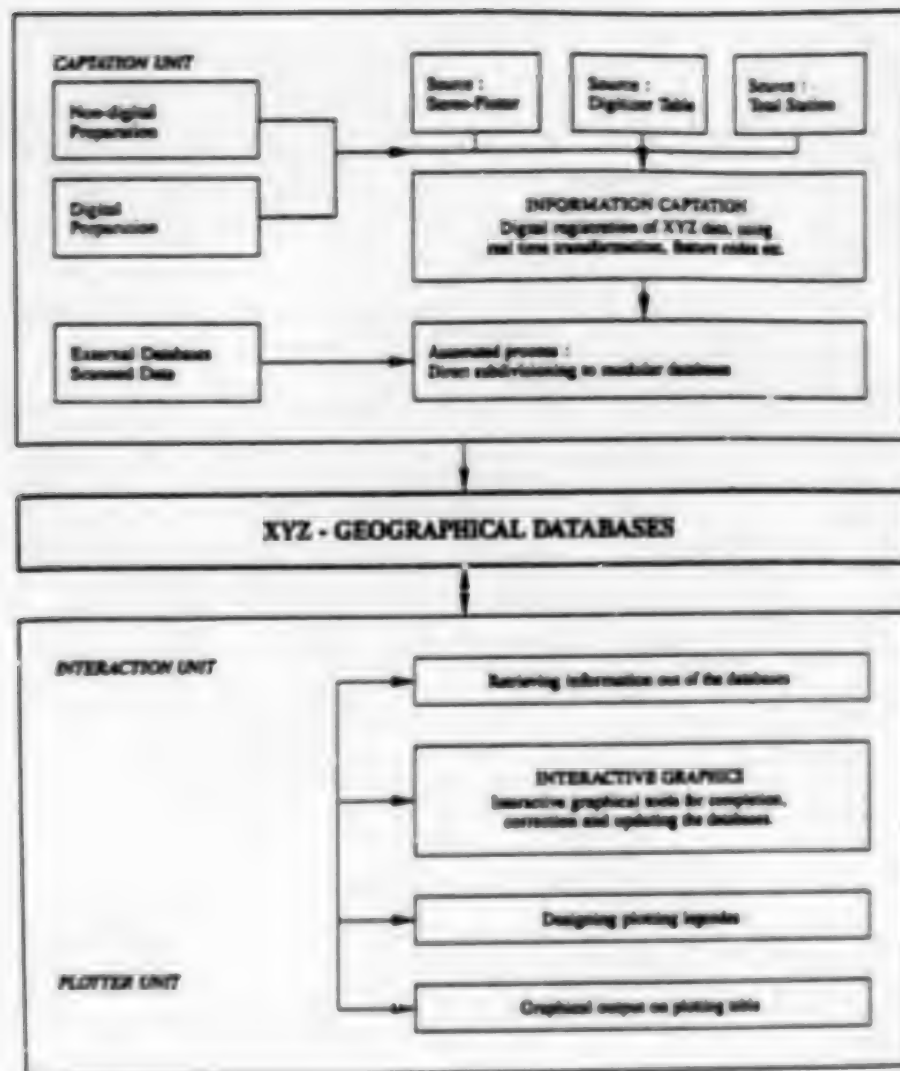 CAPTATION UNIT
Non-digital
Preparation
Digital
Preparation
Source :
Stereo-Plotter
Source :
Digitizer Table
Source :
Total Station
INFORMATION CAPTATION
Digital registration of XYZ data, using
real time transformation, feature codes etc.
External Databases
Scanned Data
Automated process :
Direct subdivisioning to modular databases
XYZ - GEOGRAPHICAL DATABASES
INTERACTION UNIT
Retrieving information out of the databases
INTERACTIVE GRAPHICS
Interactive graphical tools for completion,
correction and updating the databases.
Designing plotting legendes
PLOTTER UNIT
Graphical output on plotting table